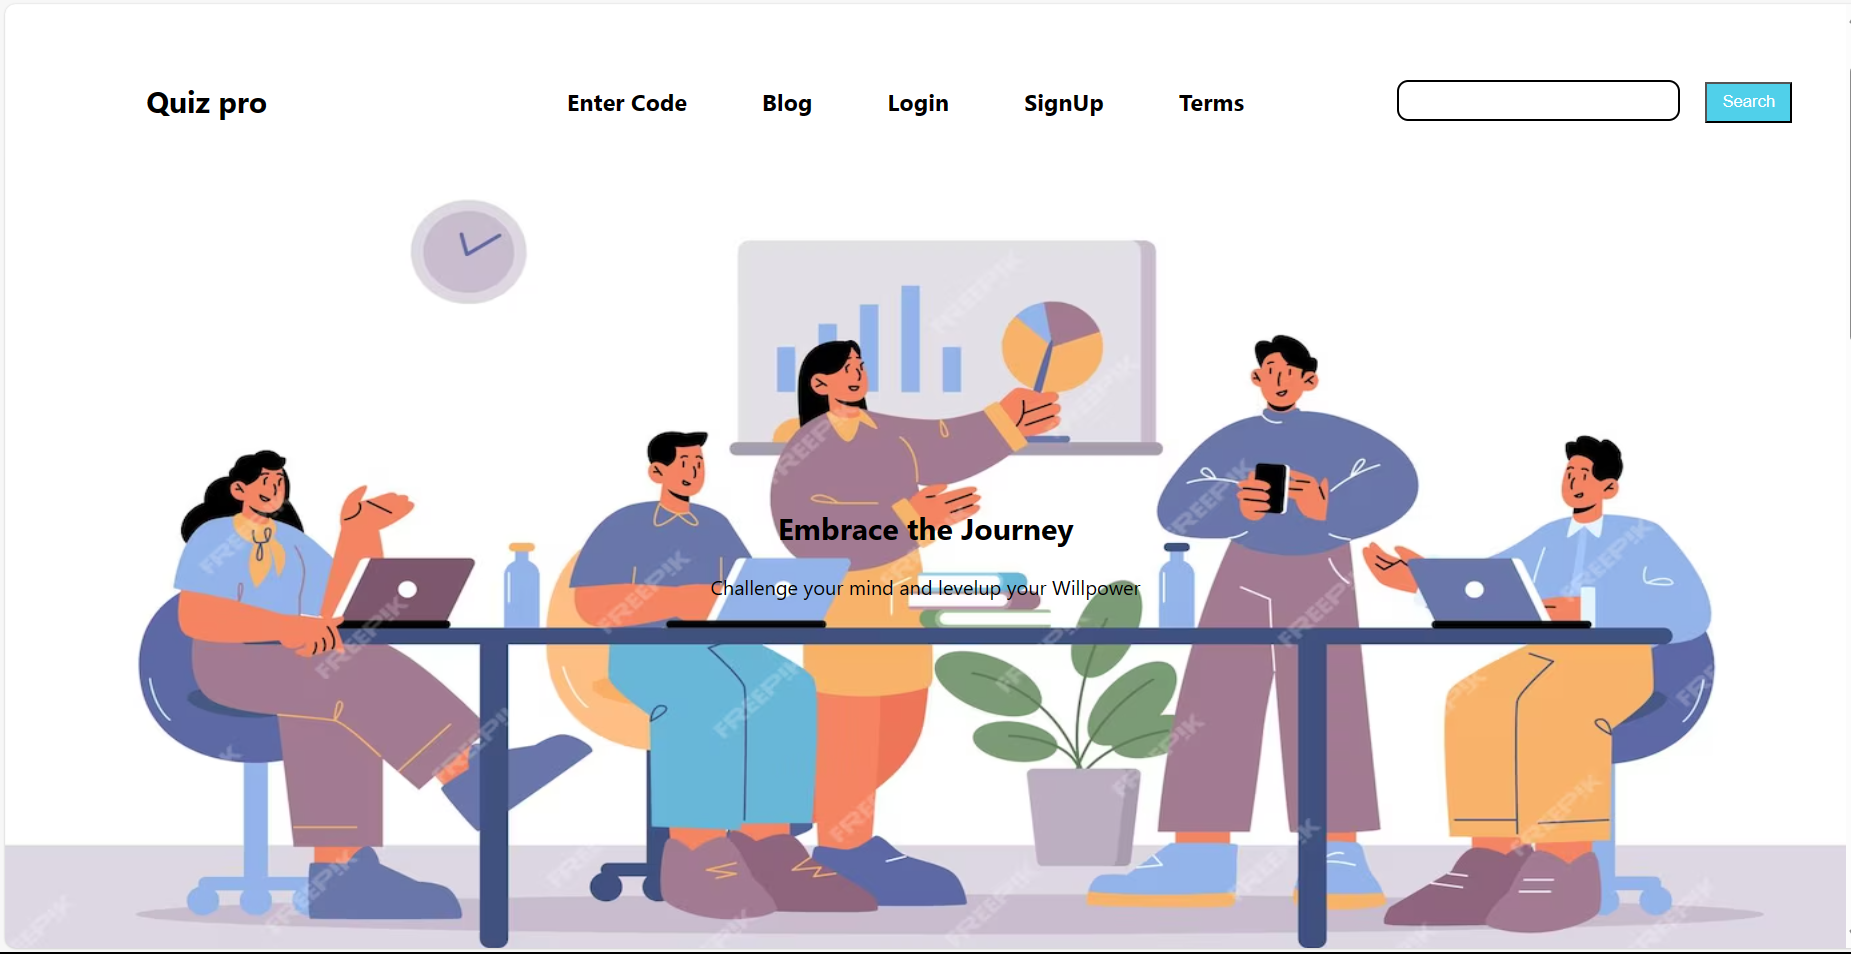 Quiz pro
Enter Code
Blog
Login
SignUp
Terms
Search
Embrace the Journey
Challenge your mind and levelup your Willpower
FREEPIK